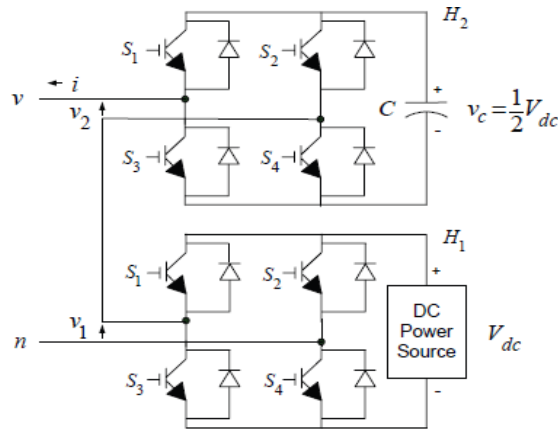 H2
S1
S2
i
v
v2
C
+
-
vc = 1/2 Vdc
S3
S4
H1
S1
S2
+
v1
DC
Power
Source
Vdc
n
S3
S4
-